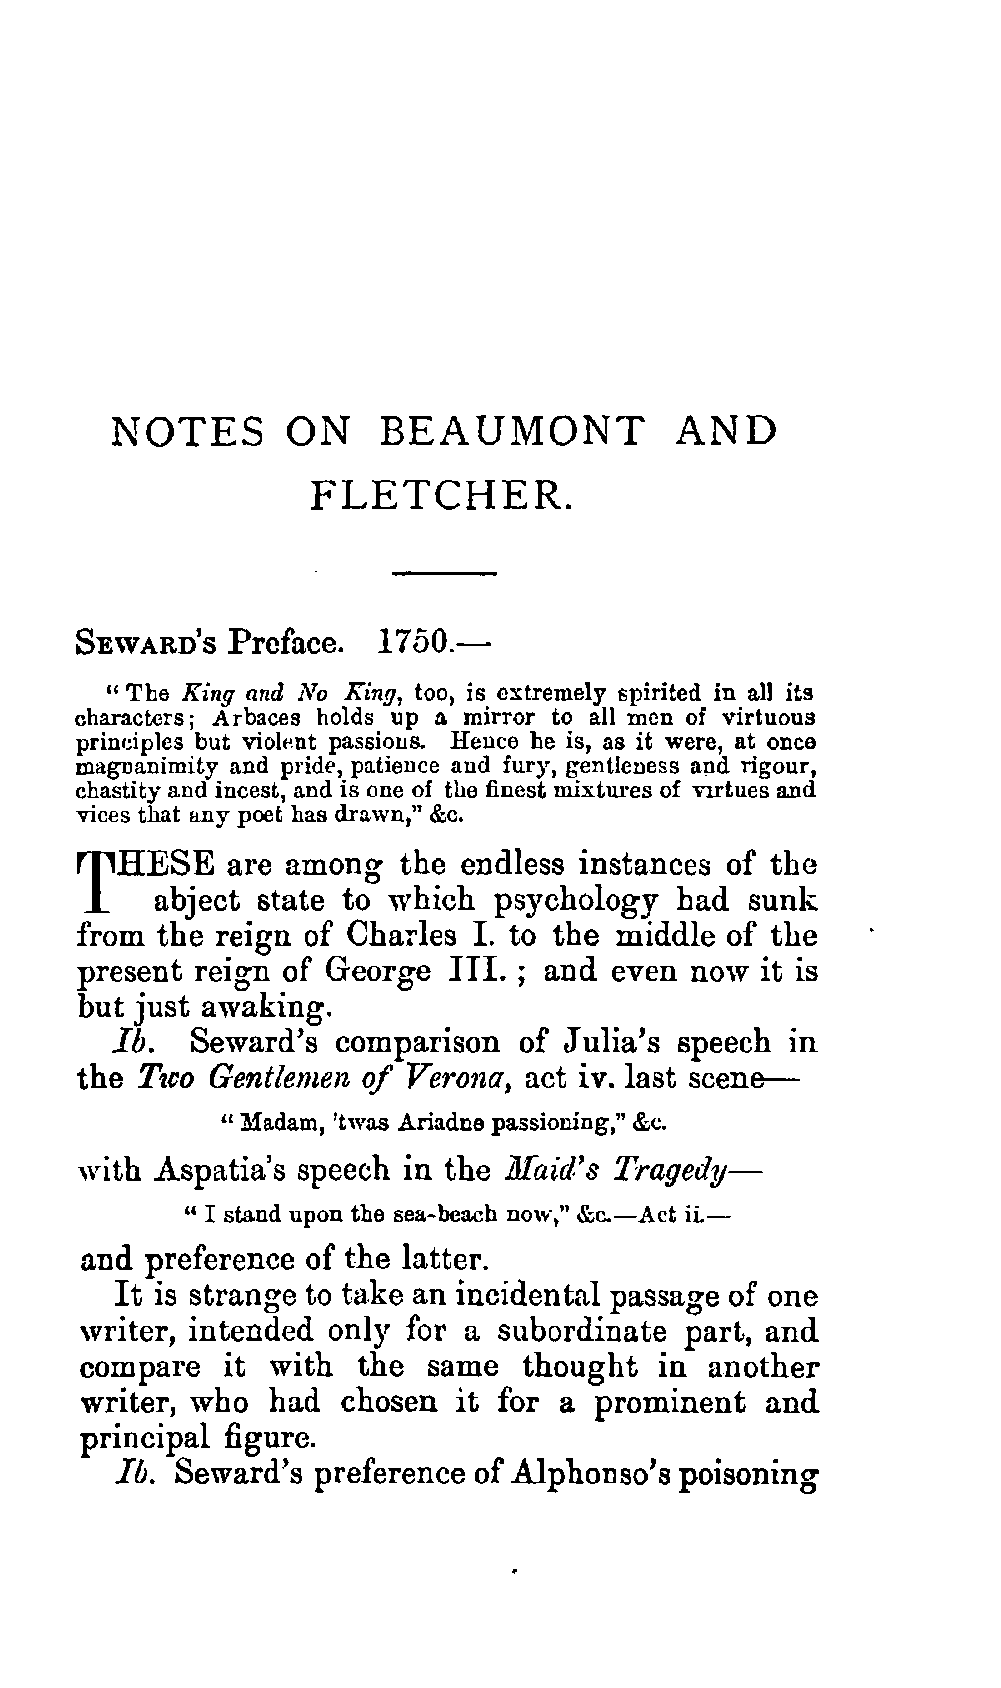 NOTES ON BEAUMONT AND
FLETCHER.
SEWARD'S Preface. 1750.—
"The King and No King, too, is extremely spirited in all its
characters; Arbaces holds up a mirror to all men of virtuous
principles but violent passions. Hence he is, as it were, at once
magnanimity and pride, patience and fury, gentleness and rigour,
chastity and incest, and is one of the finest mixtures of virtues and
vices that any poet has drawn," &c.
THESE are among the endless instances of the
abject state to which psychology had sunk
from the reign of Charles I. to the middle of the
present reign of George III. ; and even now it is
but just awaking.
Ib. Seward's comparison of Julia's speech in
the Two Gentlemen of Verona, act iv. last scene—
"Madam, 'twas Ariadne passioning," &c.
with Aspatia's speech in the Maid's Tragedy—
"I stand upon the sea-beach now," &c.—Act ii.—
and preference of the latter.
It is strange to take an incidental passage of one
writer, intended only for a subordinate part, and
compare it with the same thought in another
writer, who had chosen it for a prominent and
principal figure.
Ib. Seward's preference of Alphonso's poisoning